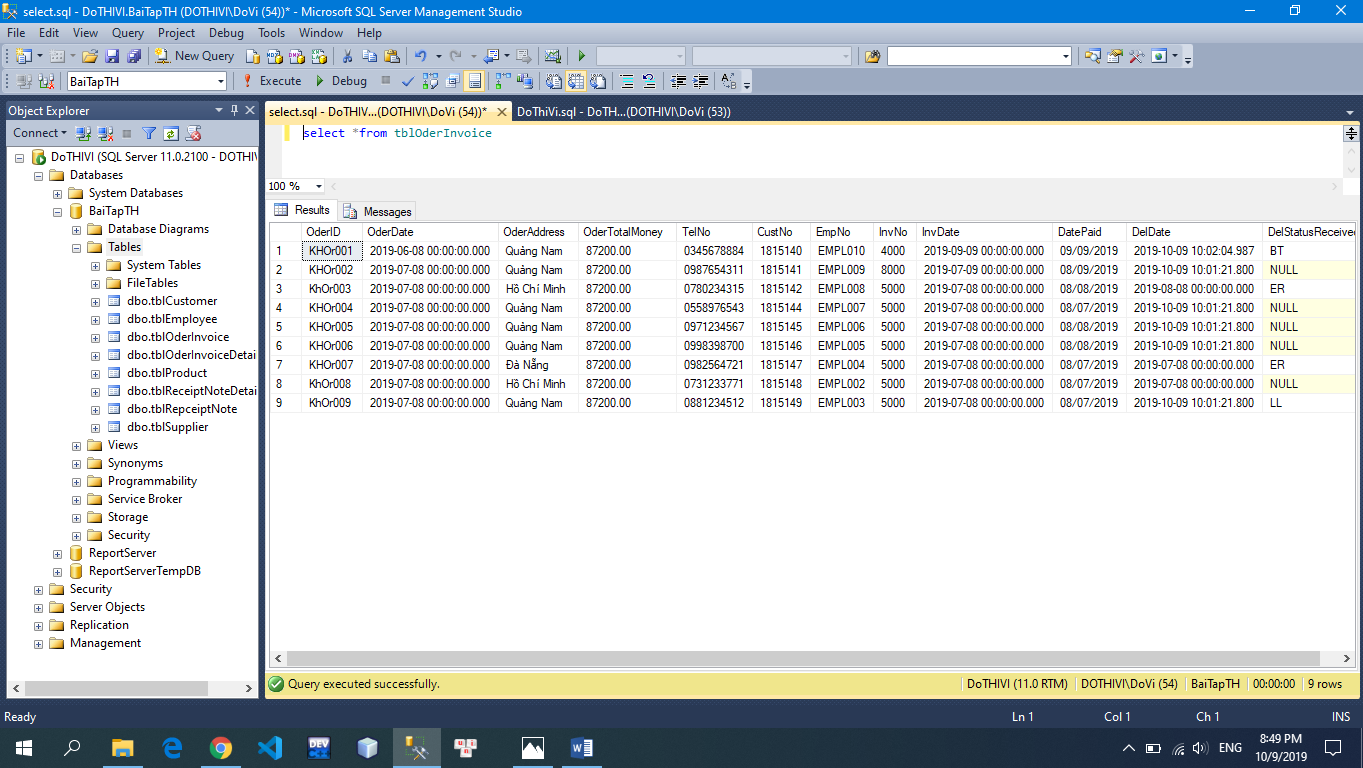 select.sql - DoTHIVI.BaiTapTH (DOTHIVI\DoVi (54))* - Microsoft SQL Server Management Studio
File Edit View Query Project Debug Tools Window Help
New Query
BaiTapTH Execute Debug
Object Explorer
Connect
DoTHIVI (SQL Server 11.0.2100 - DOTHI\
Databases
System Databases
BaiTapTH
Database Diagrams
Tables
System Tables
FileTables
dbo.tblCustomer
dbo.tblEmployee
dbo.tblOderInvoice
dbo.tblOderInvoiceDetai
dbo.tblProduct
dbo.tblReceiptNoteDetai
dbo.tblRepceiptNote
dbo.tblSupplier
Views
Synonyms
Programmability
Service Broker
Storage
Security
ReportServer
ReportServerTempDB
Security
Server Objects
Replication
Management
select.sql - DoTHIV...(DOTHIVI\DoVi (54))* DoThiVi.sql - DoTH...(DOTHIVI\DoVi (53))
select *from tblOderInvoice
100 %
Results Messages
OderID OderDate OderAddress OderTotalMoney TelNo CustNo EmpNo InvNo InvDate DatePaid DelDate DelStatusReceived
1 KHOr001 2019-06-08 00:00:00.000 Quảng Nam 87200.00 0345678884 1815140 EMPL010 4000 2019-09-09 00:00:00.000 09/09/2019 2019-10-09 10:02:04.987 BT
2 KHOr002 2019-07-08 00:00:00.000 Quảng Nam 87200.00 0987654311 1815141 EMPL009 8000 2019-07-08 00:00:00.000 08/09/2019 2019-10-09 10:01:21.800 NULL
3 KhOr003 2019-07-08 00:00:00.000 Hồ Chí Minh 87200.00 0780234315 1815142 EMPL008 5000 2019-07-08 00:00:00.000 08/08/2019 2019-08-08 00:00:00.000 ER
4 KHOr004 2019-07-08 00:00:00.000 Quảng Nam 87200.00 0558976543 1815144 EMPL007 5000 2019-07-08 00:00:00.000 08/07/2019 2019-10-09 10:01:21.800 NULL
5 KHOr005 2019-07-08 00:00:00.000 Quảng Nam 87200.00 0971234567 1815145 EMPL006 5000 2019-07-08 00:00:00.000 08/08/2019 2019-10-09 10:01:21.800 NULL
6 KHOr006 2019-07-08 00:00:00.000 Quảng Nam 87200.00 0998398700 1815146 EMPL005 5000 2019-07-08 00:00:00.000 08/08/2019 2019-10-09 10:01:21.800 NULL
7 KHOr007 2019-07-08 00:00:00.000 Đà Nẵng 87200.00 0982564721 1815147 EMPL004 5000 2019-07-08 00:00:00.000 08/07/2019 2019-07-08 00:00:00.000 ER
8 KhOr008 2019-07-08 00:00:00.000 Hồ Chí Minh 87200.00 0731233771 1815148 EMPL002 5000 2019-07-08 00:00:00.000 08/07/2019 2019-07-08 00:00:00.000 NULL
9 KhOr009 2019-07-08 00:00:00.000 Quảng Nam 87200.00 0881234512 1815149 EMPL003 5000 2019-07-08 00:00:00.000 08/07/2019 2019-10-09 10:01:21.800 LL
Query executed successfully. DoTHIVI (11.0 RTM) DOTHIVI\DoVi (54) BaiTapTH 00:00:00 9 rows
Ready Ln 1 Col 1 Ch 1 INS
ENG 8:49 PM
10/9/2019